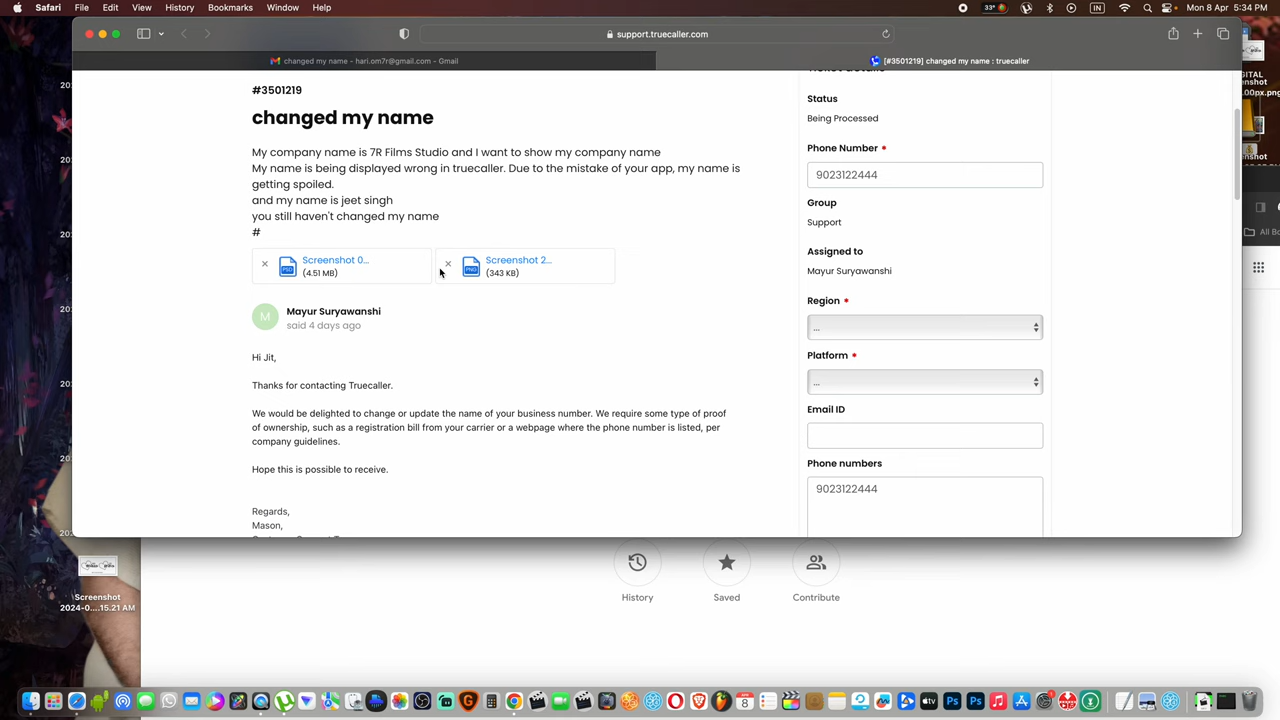 Safari File Edit View History Bookmarks Window Help 33° IN Mon 8 Apr 5:34 PM
support.truecaller.com
changed my name - hari.om7r@gmail.com - Gmail
[#3501219] changed my name : truecaller
#3501219
changed my name
My company name is 7R Films Studio and I want to show my company name
My name is being displayed wrong in truecaller. Due to the mistake of your app, my name is
getting spoiled.
and my name is jeet singh
you still haven't changed my name
#
Screenshot 0...
(4.51 MB)
Screenshot 2...
(343 KB)
M
Mayur Suryawanshi
said 4 days ago
Hi Jit,
Thanks for contacting Truecaller.
We would be delighted to change or update the name of your business number. We require some type of proof
of ownership, such as a registration bill from your carrier or a webpage where the phone number is listed, per
company guidelines.
Hope this is possible to receive.
Regards,
Mason,
Status
Being Processed
Phone Number *
9023122444
Group
Support
Assigned to
Mayur Suryawanshi
Region *
...
Platform *
...
Email ID
Phone numbers
9023122444
All Bo
History
Saved
Contribute
Screenshot
2024-0....15.21 AM